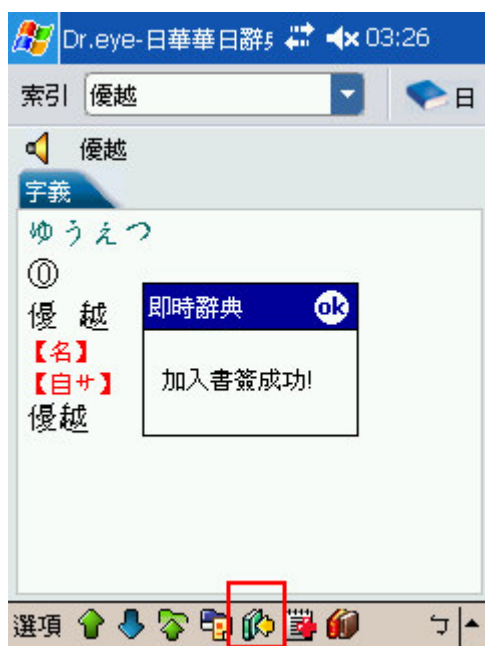 Dr.eye-日華華日辭 03:26
索引 優越 日
優越
字義
ゆうえつ
⓪
優 越
【名】
【自サ】
優越
即時辭典 ok
加入書簽成功!
選項 ㄅ